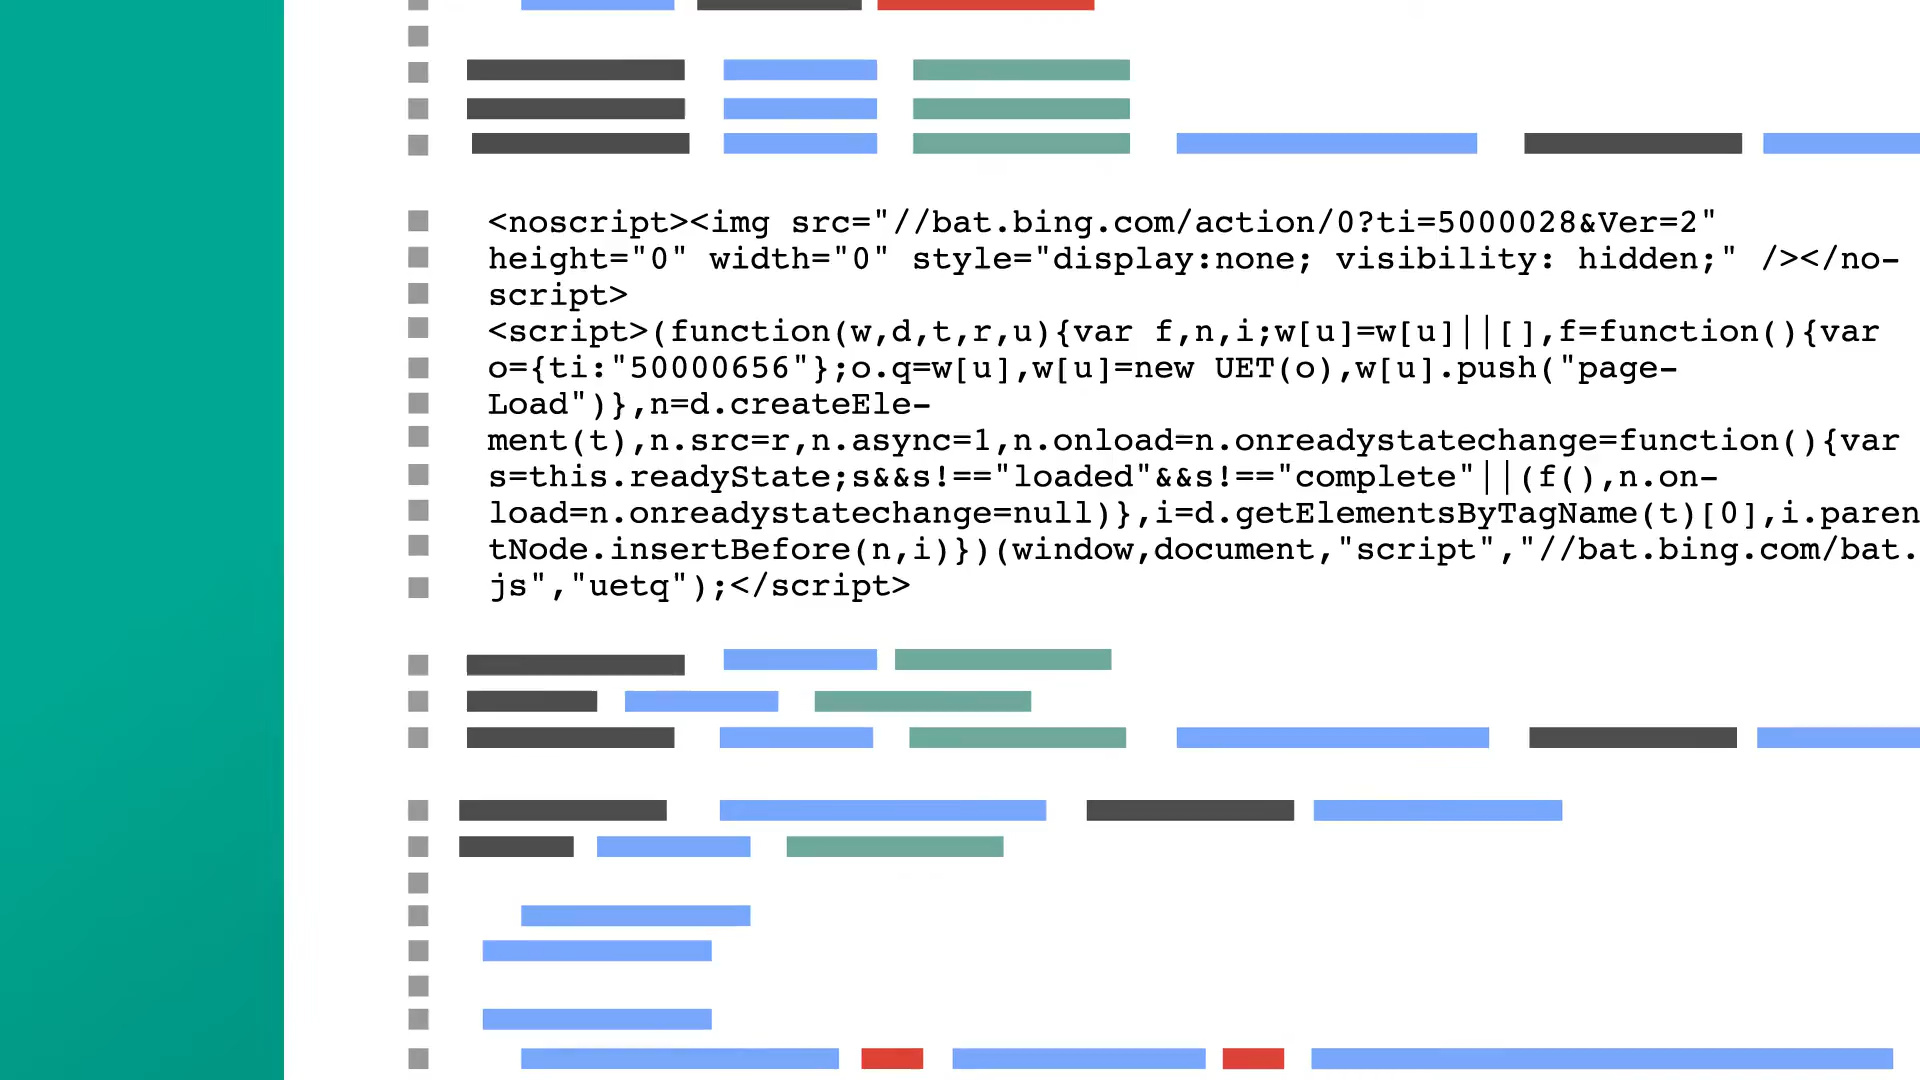 <noscript><img src="//bat.bing.com/action/0?ti=5000028&Ver=2"
height="0" width="0" style="display:none; visibility: hidden;" /></no-
script>
<script>(function(w,d,t,r,u){var f,n,i;w[u]=w[u]||[],f=function(){var
o={ti:"50000656"};o.q=w[u],w[u]=new UET(o),w[u].push("page-
Load")},n=d.createEle-
ment(t),n.src=r,n.async=1,n.onload=n.onreadystatechange=function(){var
s=this.readyState;s&&s!=="loaded"&&s!=="complete"||(f(),n.on-
load=n.onreadystatechange=null)},i=d.getElementsByTagName(t)[0],i.paren
tNode.insertBefore(n,i)})(window,document,"script","//bat.bing.com/bat.
js","uetq");</script>